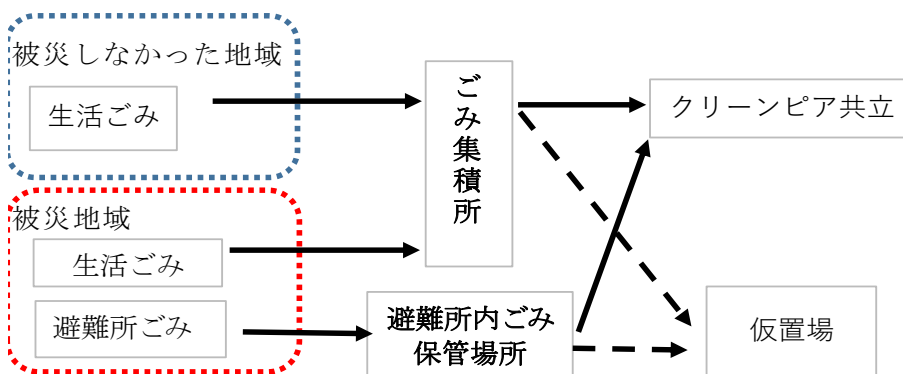 被災しなかった地域
生活ごみ
ごみ集積所
クリーンピア共立
被災地域
生活ごみ
避難所ごみ
避難所内ごみ
保管場所
仮置場